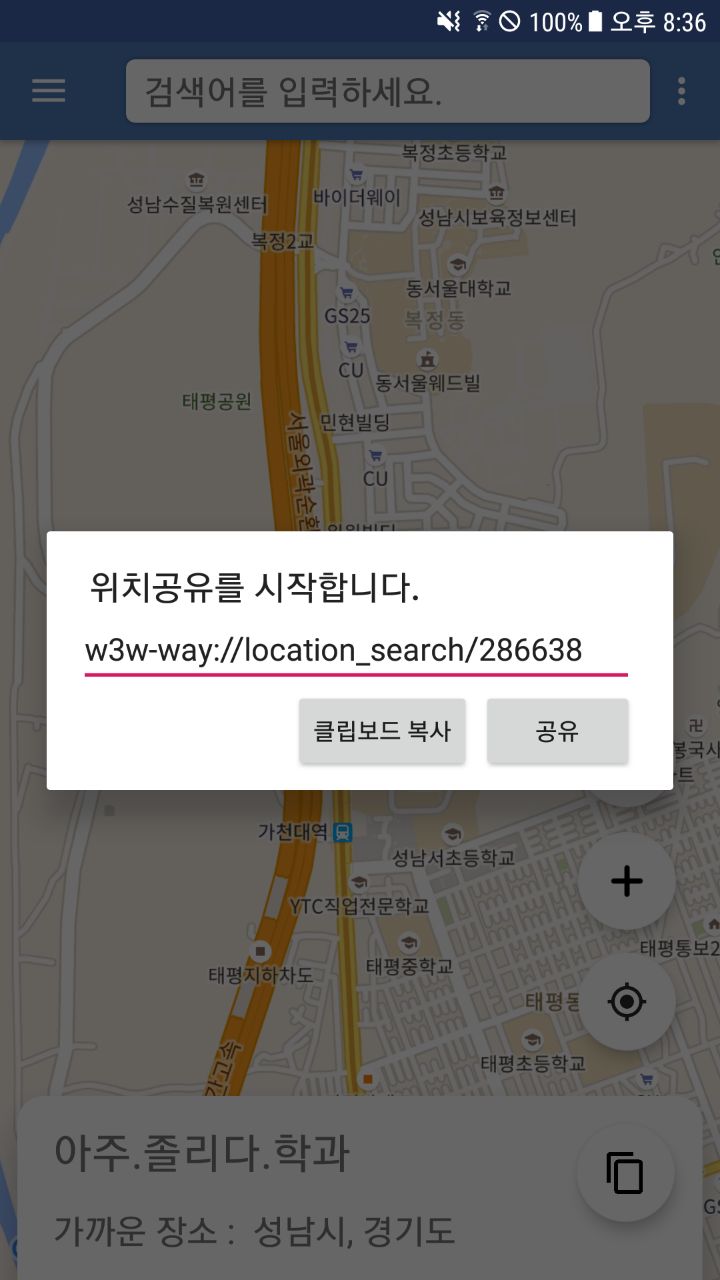 100% 오후 8:36
검색어를 입력하세요.
복정초등학교
바이더웨이
성남수질복원센터
성남시보육정보센터
복정2교
동서울대학교
GS25
복정동
CU
동서울웨드빌
태평공원
민현빌딩
서울외곽순환
CU
위치공유를 시작합니다.
w3w-way://location_search/286638
클립보드 복사
공유
봉국사
트
가천대역
성남서초등학교
YTC직업전문학교
태평통보2
태평중학교
태평지하차도
태평동
태평초등학교
아주.졸리다.학과
가까운 장소 : 성남시, 경기도